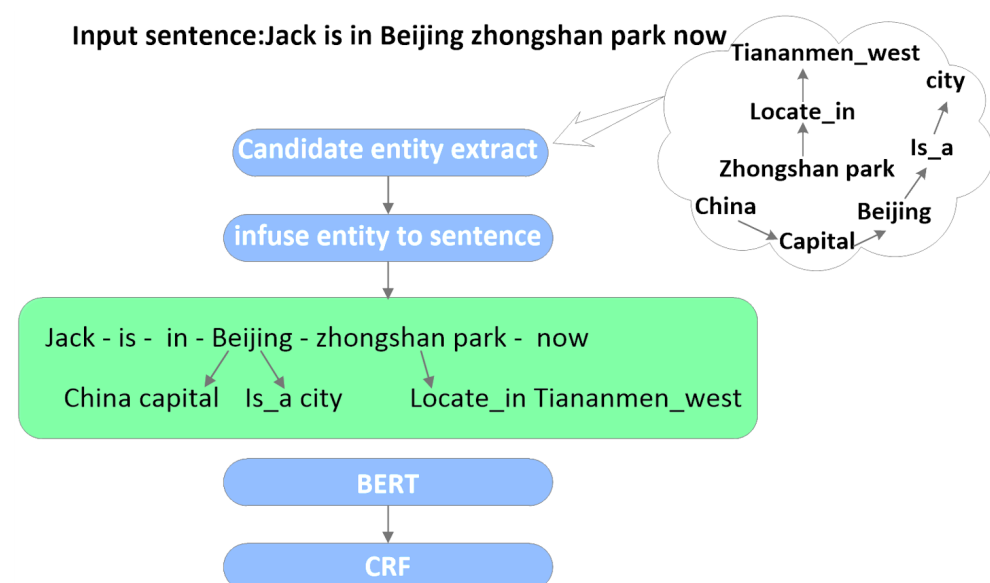 Input sentence:Jack is in Beijing zhongshan park now
Tiananmen_west
city
Locate_in
Candidate entity extract
Is_a
Zhongshan park
China
Beijing
infuse entity to sentence
Capital
Jack - is - in - Beijing - zhongshan park - now
China capital Is_a city Locate_in Tiananmen_west
BERT
CRF